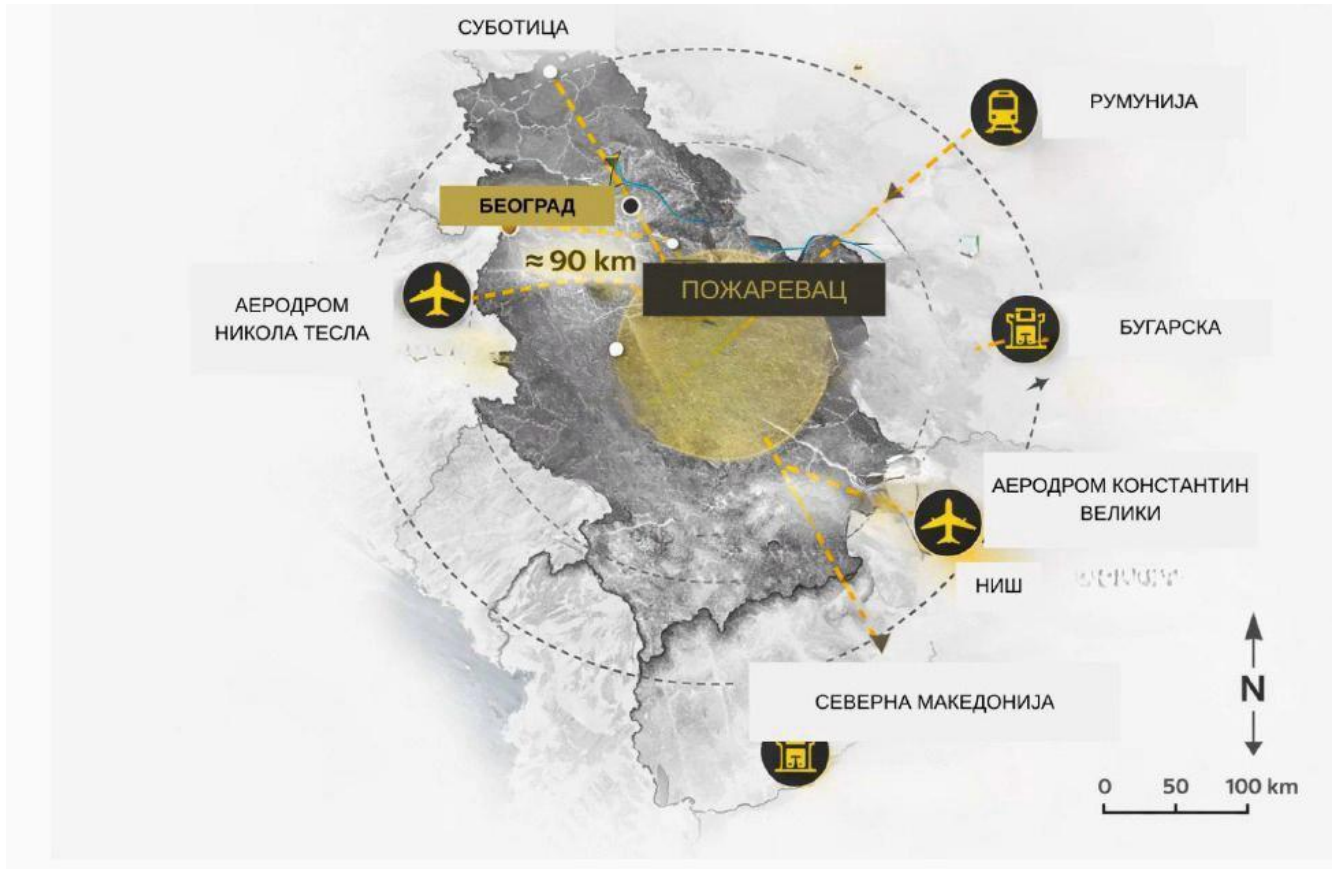 СУБОТИЦА
РУМУНИЈА
БЕОГРАД
≈ 90 km
ПОЖАРЕВАЦ
АЕРОДРОМ
НИКОЛА ТЕСЛА
БУГАРСКА
АЕРОДРОМ КОНСТАНТИН
ВЕЛИКИ
НИШ
СЕВЕРНА МАКЕДОНИЈА
N
0 50 100 km